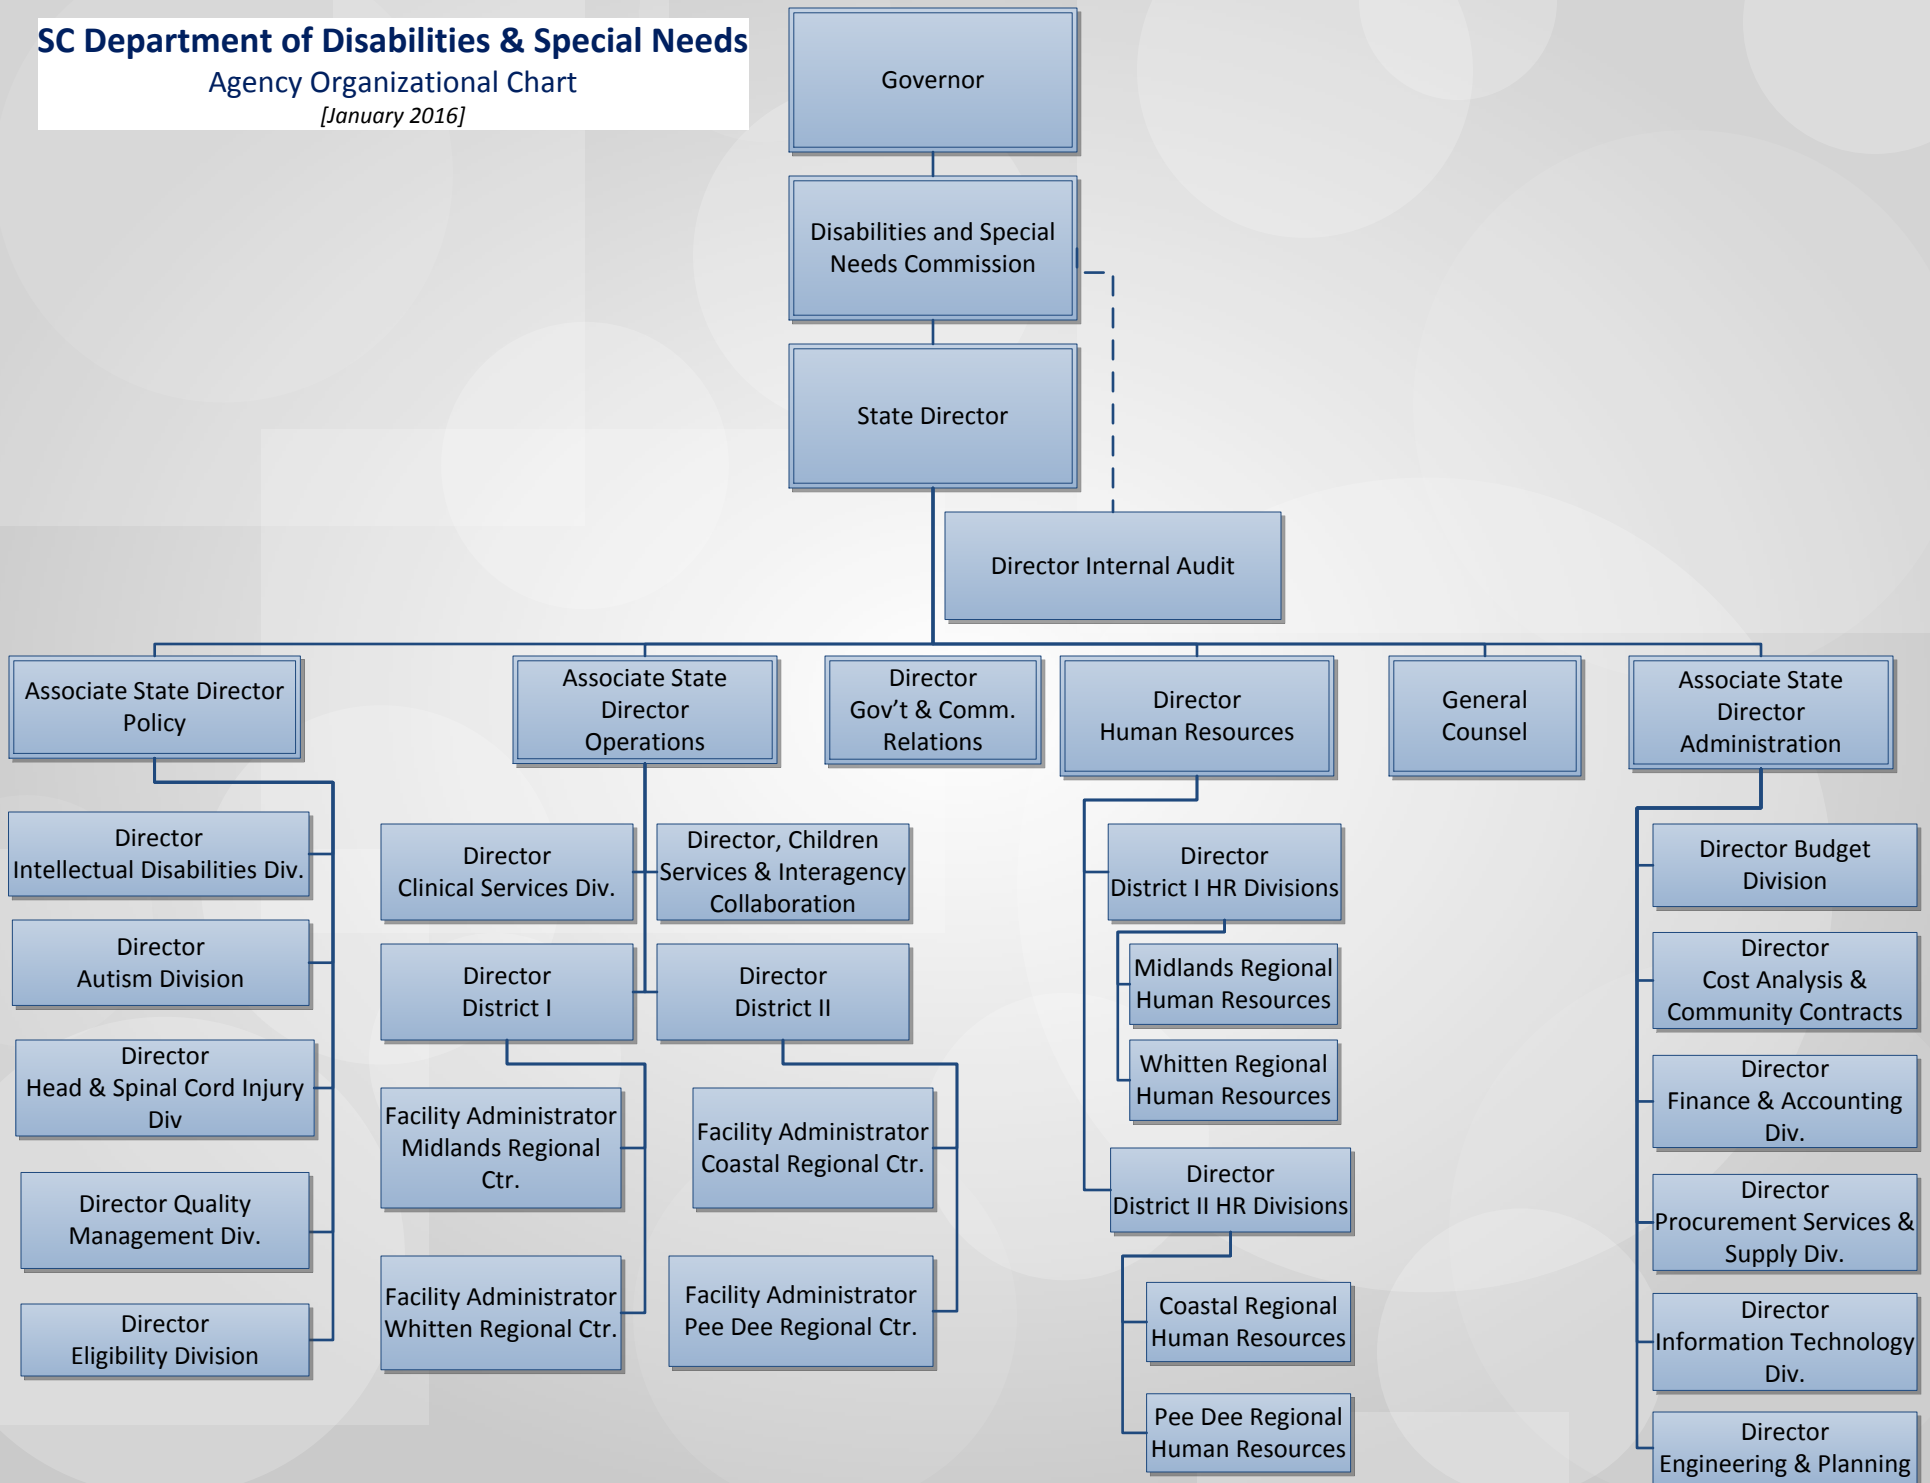 SC Department of Disabilities & Special Needs
Agency Organizational Chart
[January 2016]
Governor
Disabilities and Special
Needs Commission
State Director
Director Internal Audit
Associate State Director
Policy
Associate State
Director
Operations
Director
Gov't & Comm.
Relations
Director
Human Resources
General
Counsel
Associate State
Director
Administration
Director
Intellectual Disabilities Div.
Director
Autism Division
Director
Head & Spinal Cord Injury
Div
Director Quality
Management Div.
Director
Eligibility Division
Director
Clinical Services Div.
Director, Children
Services & Interagency
Collaboration
Director
District I
Director
District II
Facility Administrator
Midlands Regional
Ctr.
Facility Administrator
Whitten Regional Ctr.
Facility Administrator
Coastal Regional Ctr.
Facility Administrator
Pee Dee Regional Ctr.
Director
District I HR Divisions
Midlands Regional
Human Resources
Whitten Regional
Human Resources
Director
District II HR Divisions
Coastal Regional
Human Resources
Pee Dee Regional
Human Resources
Director Budget
Division
Director
Cost Analysis &
Community Contracts
Director
Finance & Accounting
Div.
Director
Procurement Services &
Supply Div.
Director
Information Technology
Div.
Director
Engineering & Planning